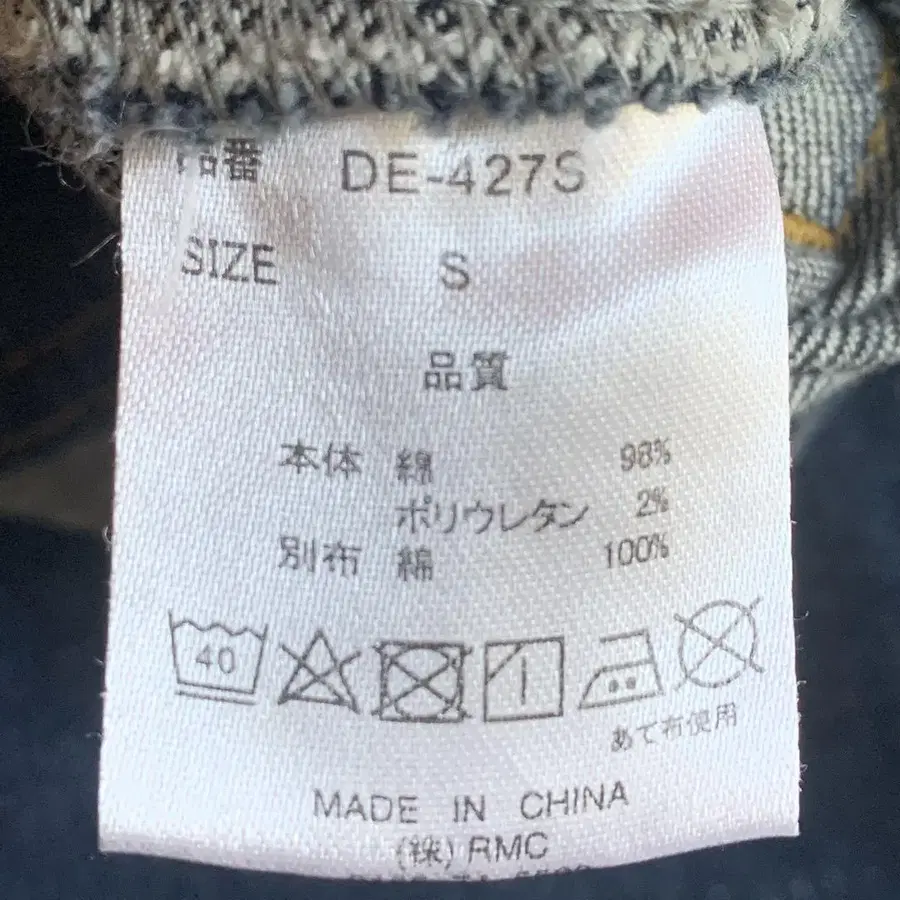 品番 DE-427S
SIZE S
品質
本体 綿 98%
ポリウレタン 2%
別布 綿 100%
40
あて布使用
MADE IN CHINA
(株)RMC